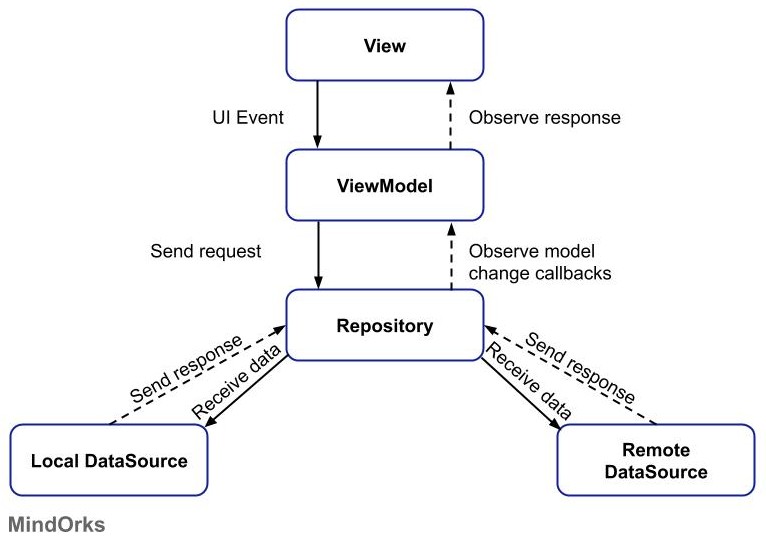 View
UI Event
Observe response
ViewModel
Send request
Observe model
change callbacks
Repository
Send response
Receive data
Receive data
Send response
Local DataSource
Remote
DataSource
MindOrks